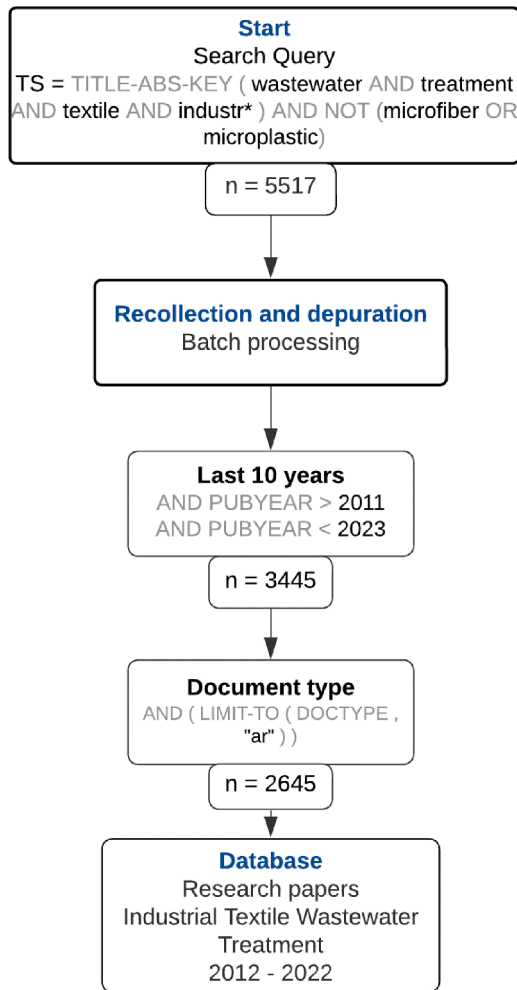 Start
Search Query
TS = TITLE-ABS-KEY ( wastewater AND treatment
AND textile AND industr* ) AND NOT (microfiber OR
microplastic)
n = 5517
Recollection and depuration
Batch processing
Last 10 years
AND PUBYEAR > 2011
AND PUBYEAR < 2023
n = 3445
Document type
AND ( LIMIT-TO ( DOCTYPE ,
"ar" ) )
n = 2645
Database
Research papers
Industrial Textile Wastewater
Treatment
2012 - 2022